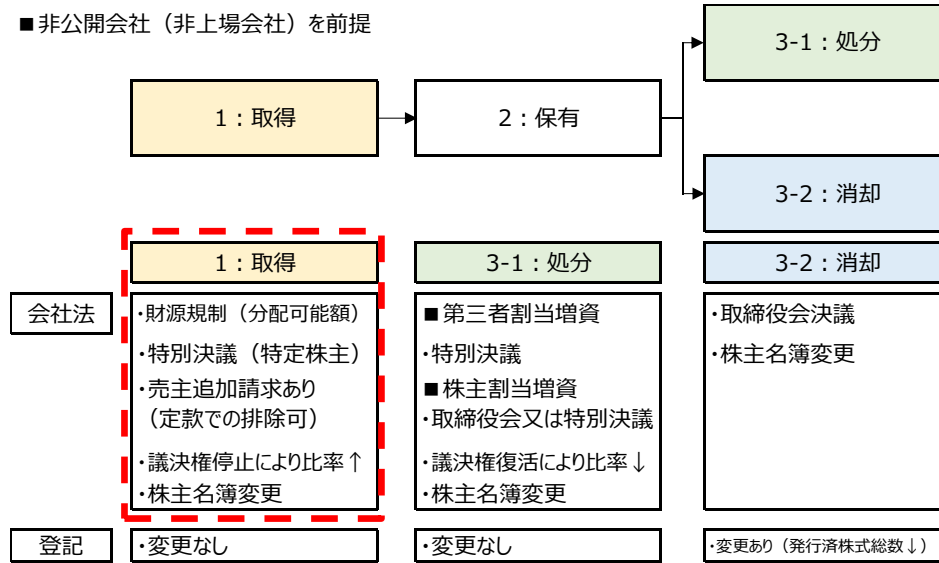 ■非公開会社（非上場会社）を前提
1：取得
2：保有
3-1：処分
3-2：消却
1：取得
3-1：処分
3-2：消却
会社法
・財源規制（分配可能額）
・特別決議（特定株主）
・売主追加請求あり
（定款での排除可）
・議決権停止により比率↑
・株主名簿変更
■第三者割当増資
・特別決議
■株主割当増資
・取締役会又は特別決議
・議決権復活により比率↓
・株主名簿変更
・取締役会決議
・株主名簿変更
登記
・変更なし
・変更なし
・変更あり（発行済株式総数↓）